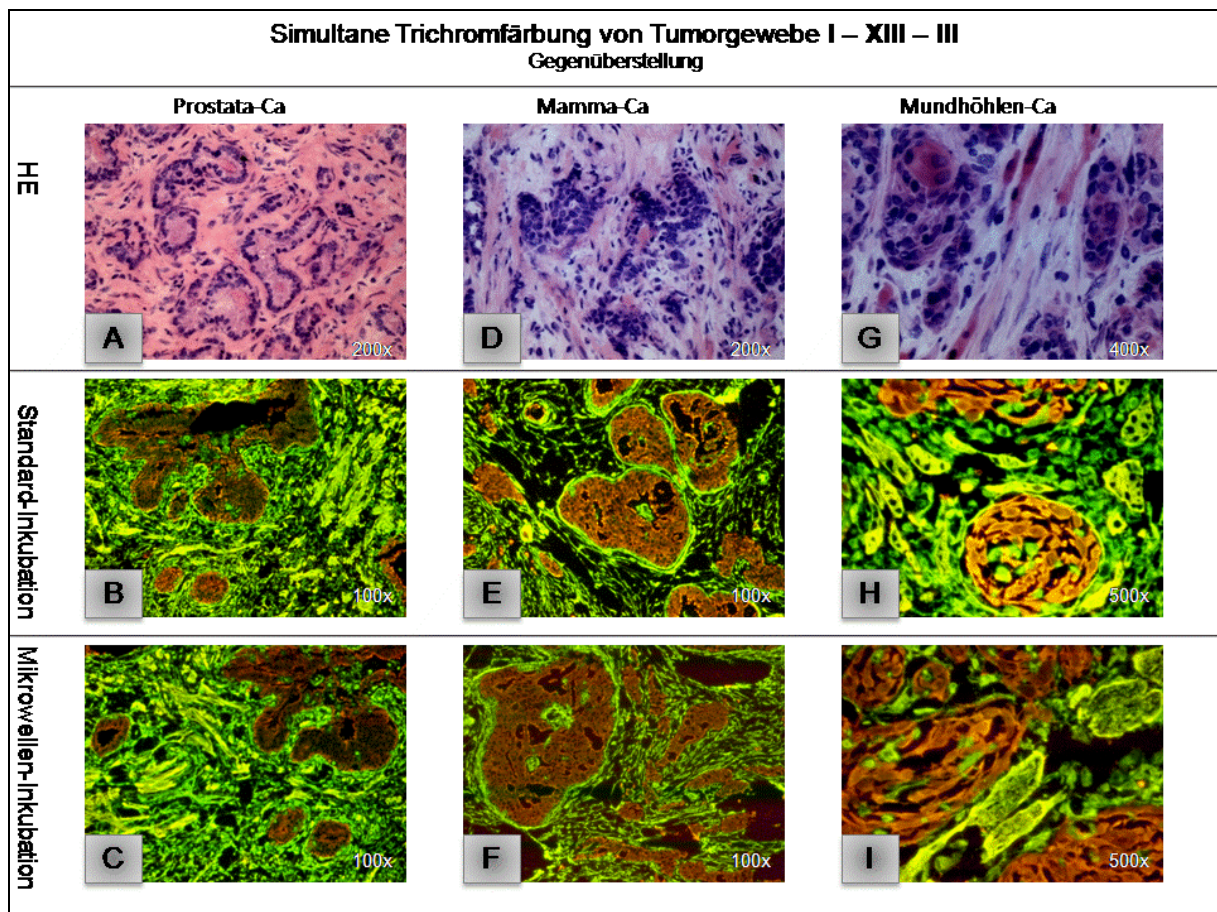 Simultane Trichromfärbung von Tumorgewebe I – XIII – III
Gegenüberstellung
Prostata-Ca
Mamma-Ca
Mundhöhlen-Ca
HE
A
200x
D
200x
G
400x
Standard-Inkubation
B
100x
E
100x
H
500x
Mikrowellen-Inkubation
C
100x
F
100x
I
500x